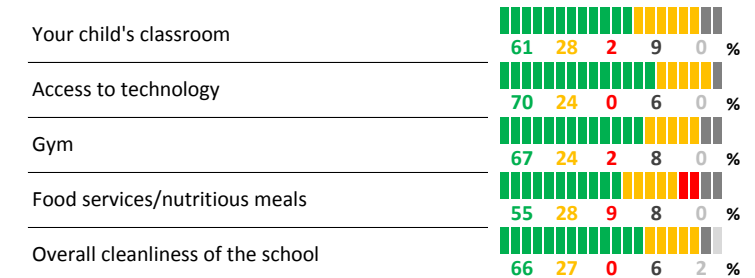 Your child's classroom
61 28 2 9 0 %
Access to technology
70 24 0 6 0 %
Gym
67 24 2 8 0 %
Food services/nutritious meals
55 28 9 8 0 %
Overall cleanliness of the school
66 27 0 6 2 %